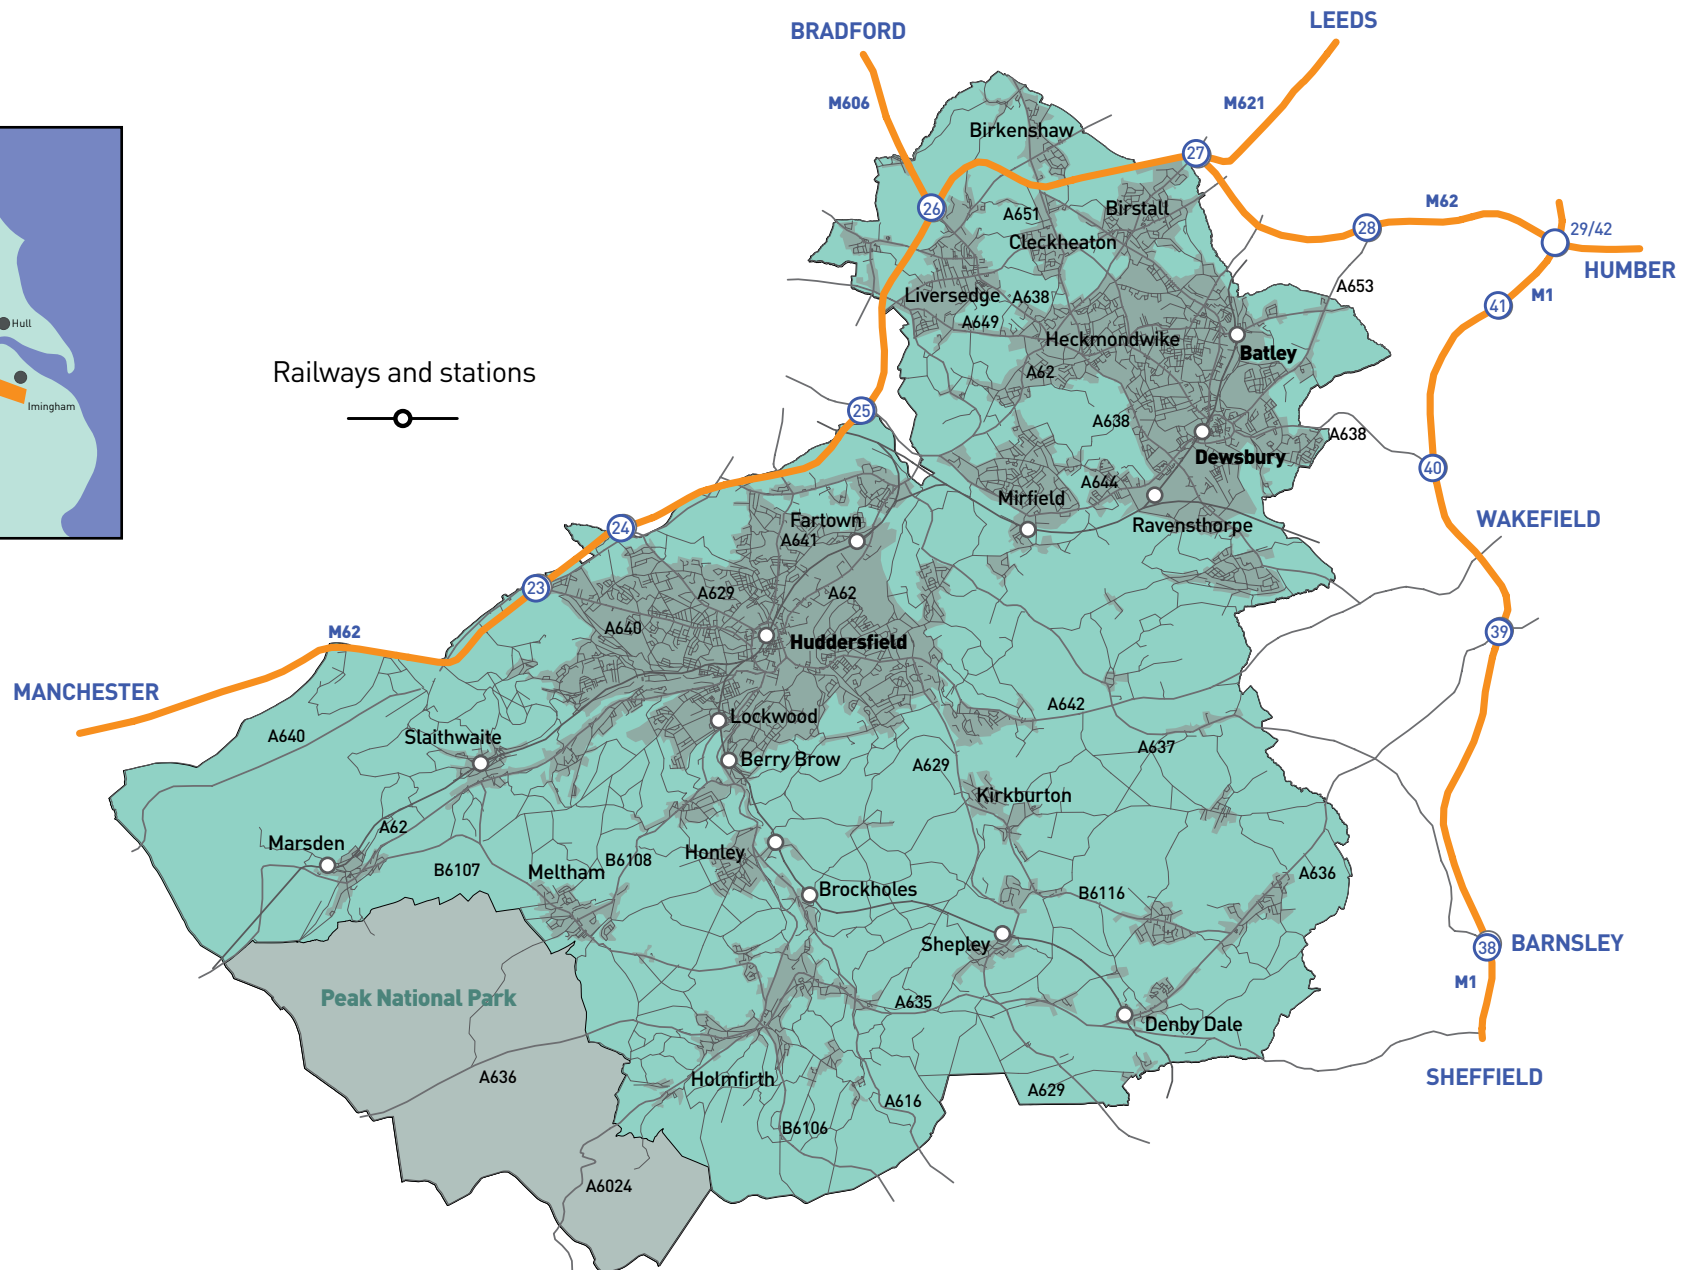 LEEDS
BRADFORD
M606
M621
Birkenshaw
27
26
A651
Birstall
M62
28
29/42
Cleckheaton
HUMBER
A653
Liversedge
A638
M1
41
Hull
A649
Heckmondwike
Batley
Railways and stations
A62
Imingham
25
A638
A638
Dewsbury
40
A644
Mirfield
Fartown
Ravensthorpe
WAKEFIELD
24
A641
23
A629
A62
A640
M62
Huddersfield
39
MANCHESTER
A642
Lockwood
A640
Slaithwaite
A637
Berry Brow
A629
Kirkburton
A62
Marsden
Honley
B6108
B6107
Meltham
A636
Brockholes
B6116
Shepley
38
BARNSLEY
M1
Peak National Park
A635
Denby Dale
A636
Holmfirth
SHEFFIELD
A629
A616
B6106
A6024